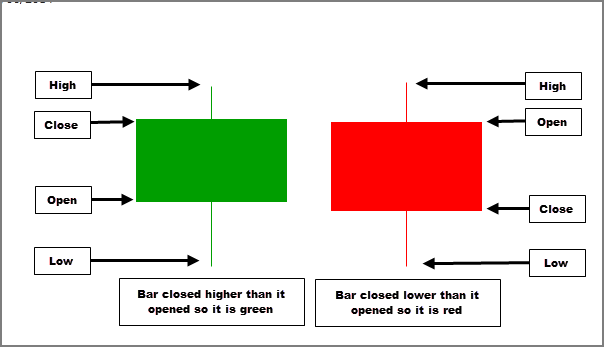 High
Close
Open
Low
High
Open
Close
Low
Bar closed higher than it
opened so it is green
Bar closed lower than it
opened so it is red